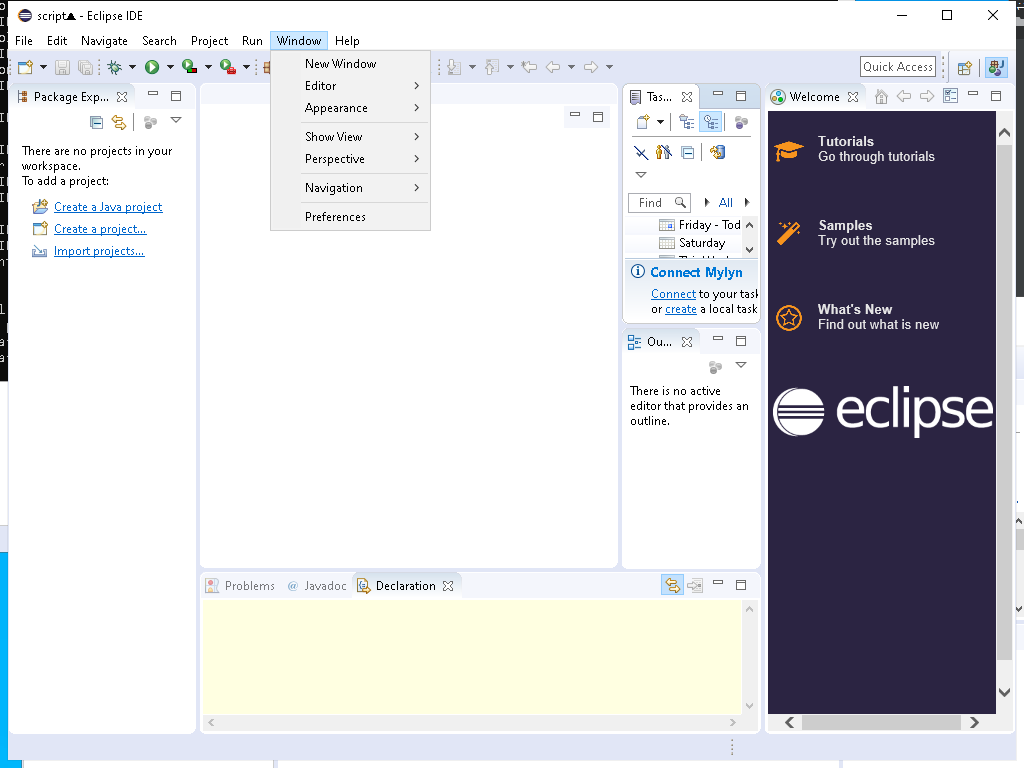 script▲ - Eclipse IDE
File Edit Navigate Search Project Run Window Help
Quick Access
New Window
Editor
Appearance
Show View
Perspective
Navigation
Preferences
Package Exp...
There are no projects in your
workspace.
To add a project:
Create a Java project
Create a project...
Import projects...
Tas...
Find
All
Friday - Tod
Saturday
Connect Mylyn
Connect to your task
or create a local task
Ou...
There is no active
editor that provides an
outline.
Problems @ Javadoc Declaration
Welcome
Tutorials
Go through tutorials
Samples
Try out the samples
What's New
Find out what is new
eclipse